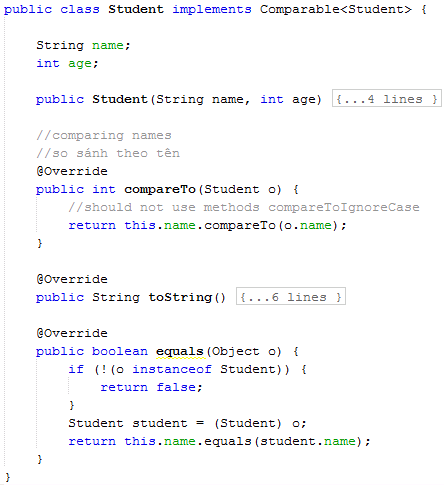 public class Student implements Comparable<Student> {
String name;
int age;
public Student(String name, int age) {...4 lines }
//comparing names
//so sánh theo tên
@Override
public int compareTo(Student o) {
//should not use methods compareToIgnoreCase
return this.name.compareTo(o.name);
}
@Override
public String toString() {...6 lines }
@Override
public boolean equals(Object o) {
if (!(o instanceof Student)) {
return false;
}
Student student = (Student) o;
return this.name.equals(student.name);
}
}